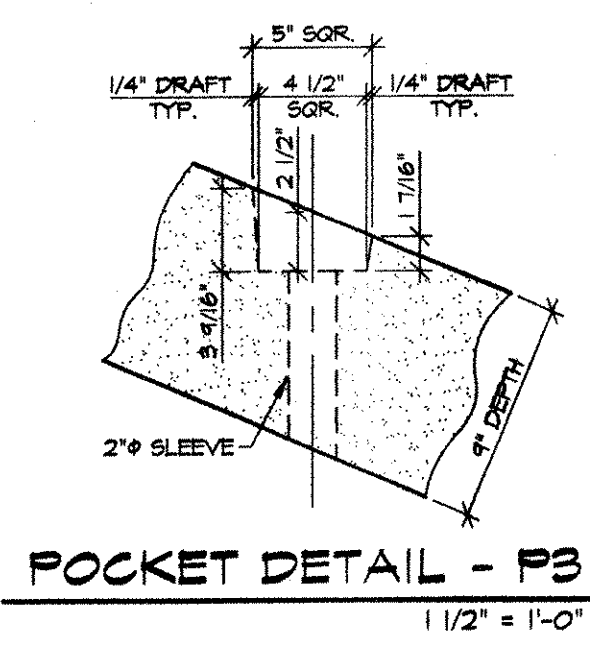 5" SQR.
1/4" DRAFT
TYP.
4 1/2"
SQR.
1/4" DRAFT
TYP.
2 1/2"
1 7/16"
3 9/16"
2"Φ SLEEVE
9" DEPTH
POCKET DETAIL - P3
1 1/2" = 1'-0"